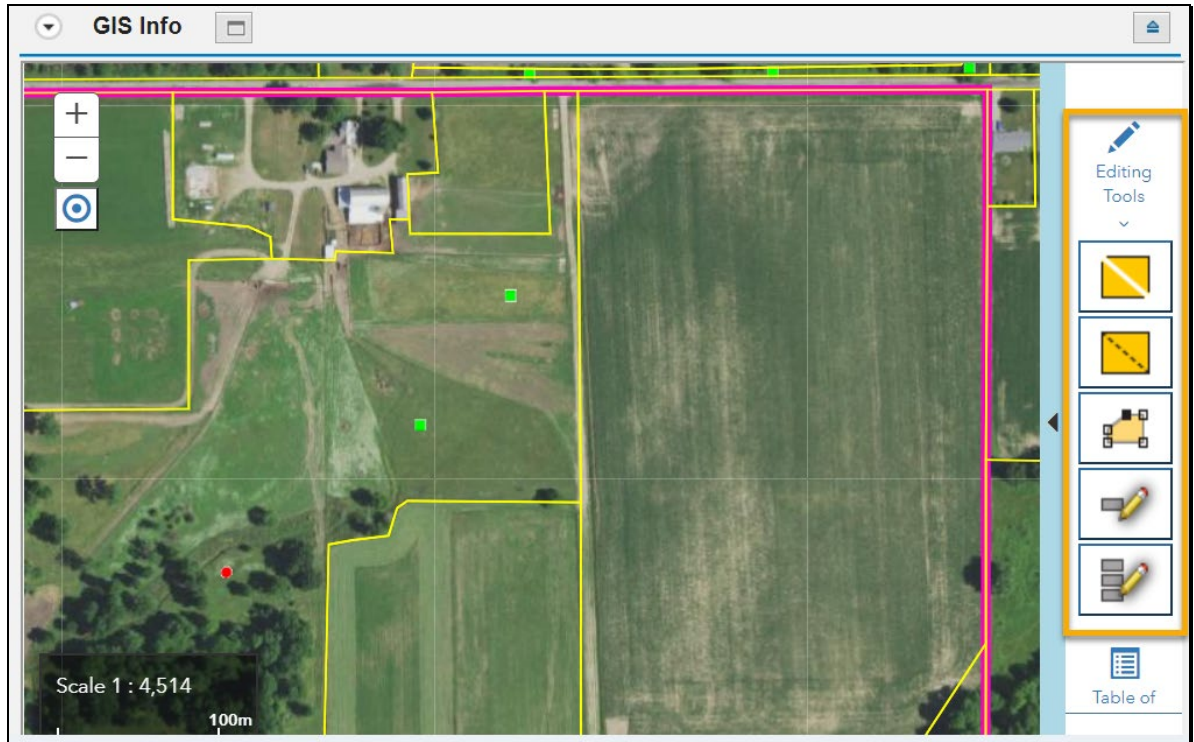 GIS Info
+
−
Editing
Tools
Scale 1 : 4,514
100m
Table of